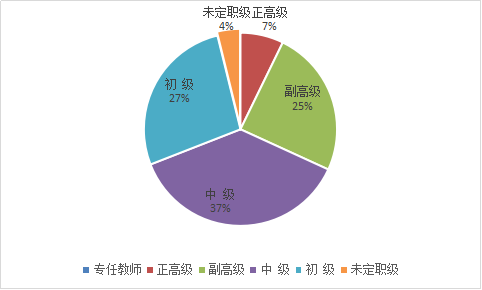 未定职级 正高级
4% 7%
副高级
25%
初 级
27%
中 级
37%
专任教师 正高级 副高级 中 级 初 级 未定职级